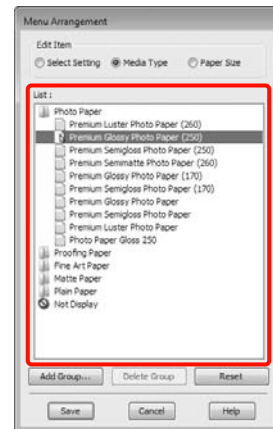 Menu Arrangement
Edit Item
Select Setting Media Type Paper Size
List :
Photo Paper
Premium Luster Photo Paper (260)
Premium Glossy Photo Paper (250)
Premium Semigloss Photo Paper (250)
Premium Semimatte Photo Paper (260)
Premium Glossy Photo Paper (170)
Premium Semigloss Photo Paper (170)
Premium Glossy Photo Paper
Premium Semigloss Photo Paper
Premium Luster Photo Paper
Photo Paper Gloss 250
Proofing Paper
Fine Art Paper
Matte Paper
Plain Paper
Not Display
Add Group... Delete Group Reset
Save Cancel Help